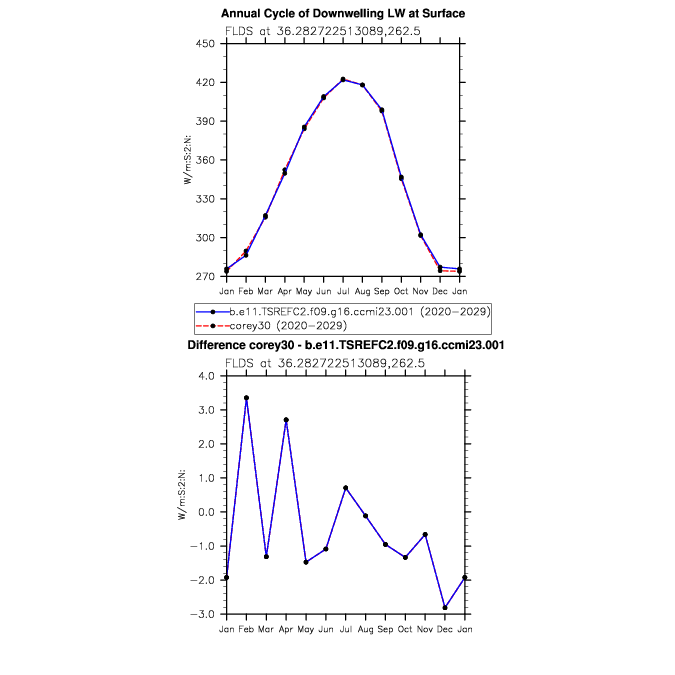 Annual Cycle of Downwelling LW at Surface
FLDS at 36.282722513089,262.5
450
420
390
360
330
300
270
W/m:S:2:N:
Jan Feb Mar Apr May Jun Jul Aug Sep Oct Nov Dec Jan
b.e11.TSREFC2.f09.g16.ccmi23.001 (2020-2029)
corey30 (2020-2029)
Difference corey30 - b.e11.TSREFC2.f09.g16.ccmi23.001
FLDS at 36.282722513089,262.5
4.0
3.0
2.0
1.0
0.0
-1.0
-2.0
-3.0
W/m:S:2:N:
Jan Feb Mar Apr May Jun Jul Aug Sep Oct Nov Dec Jan